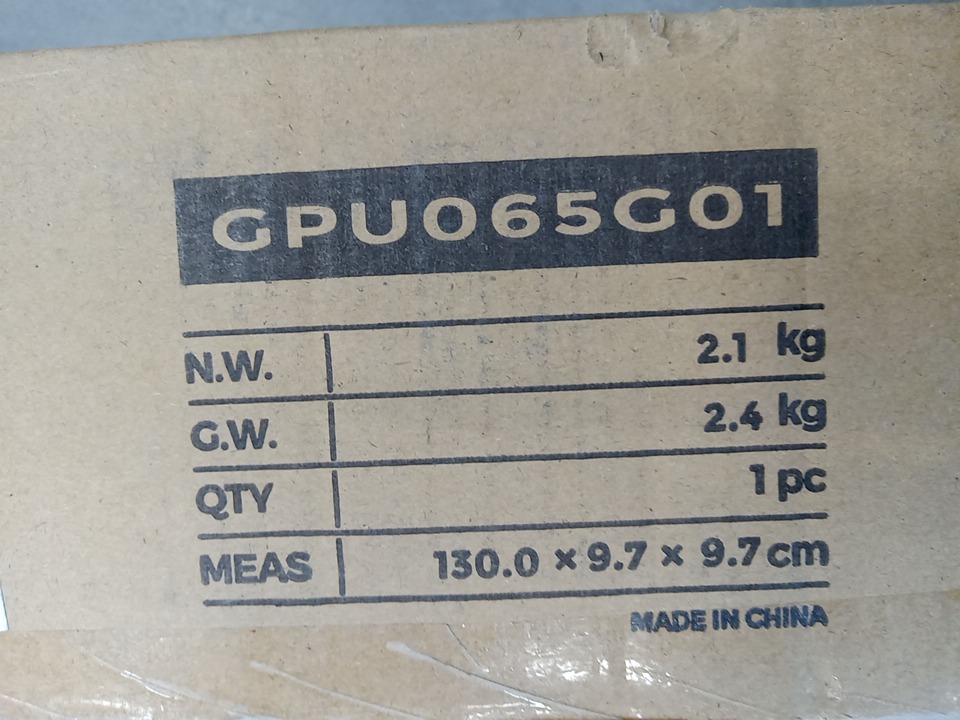 GPU065G01
N.W. 2.1 kg
G.W. 2.4 kg
QTY 1 pc
MEAS 130.0 × 9.7 × 9.7 cm
MADE IN CHINA